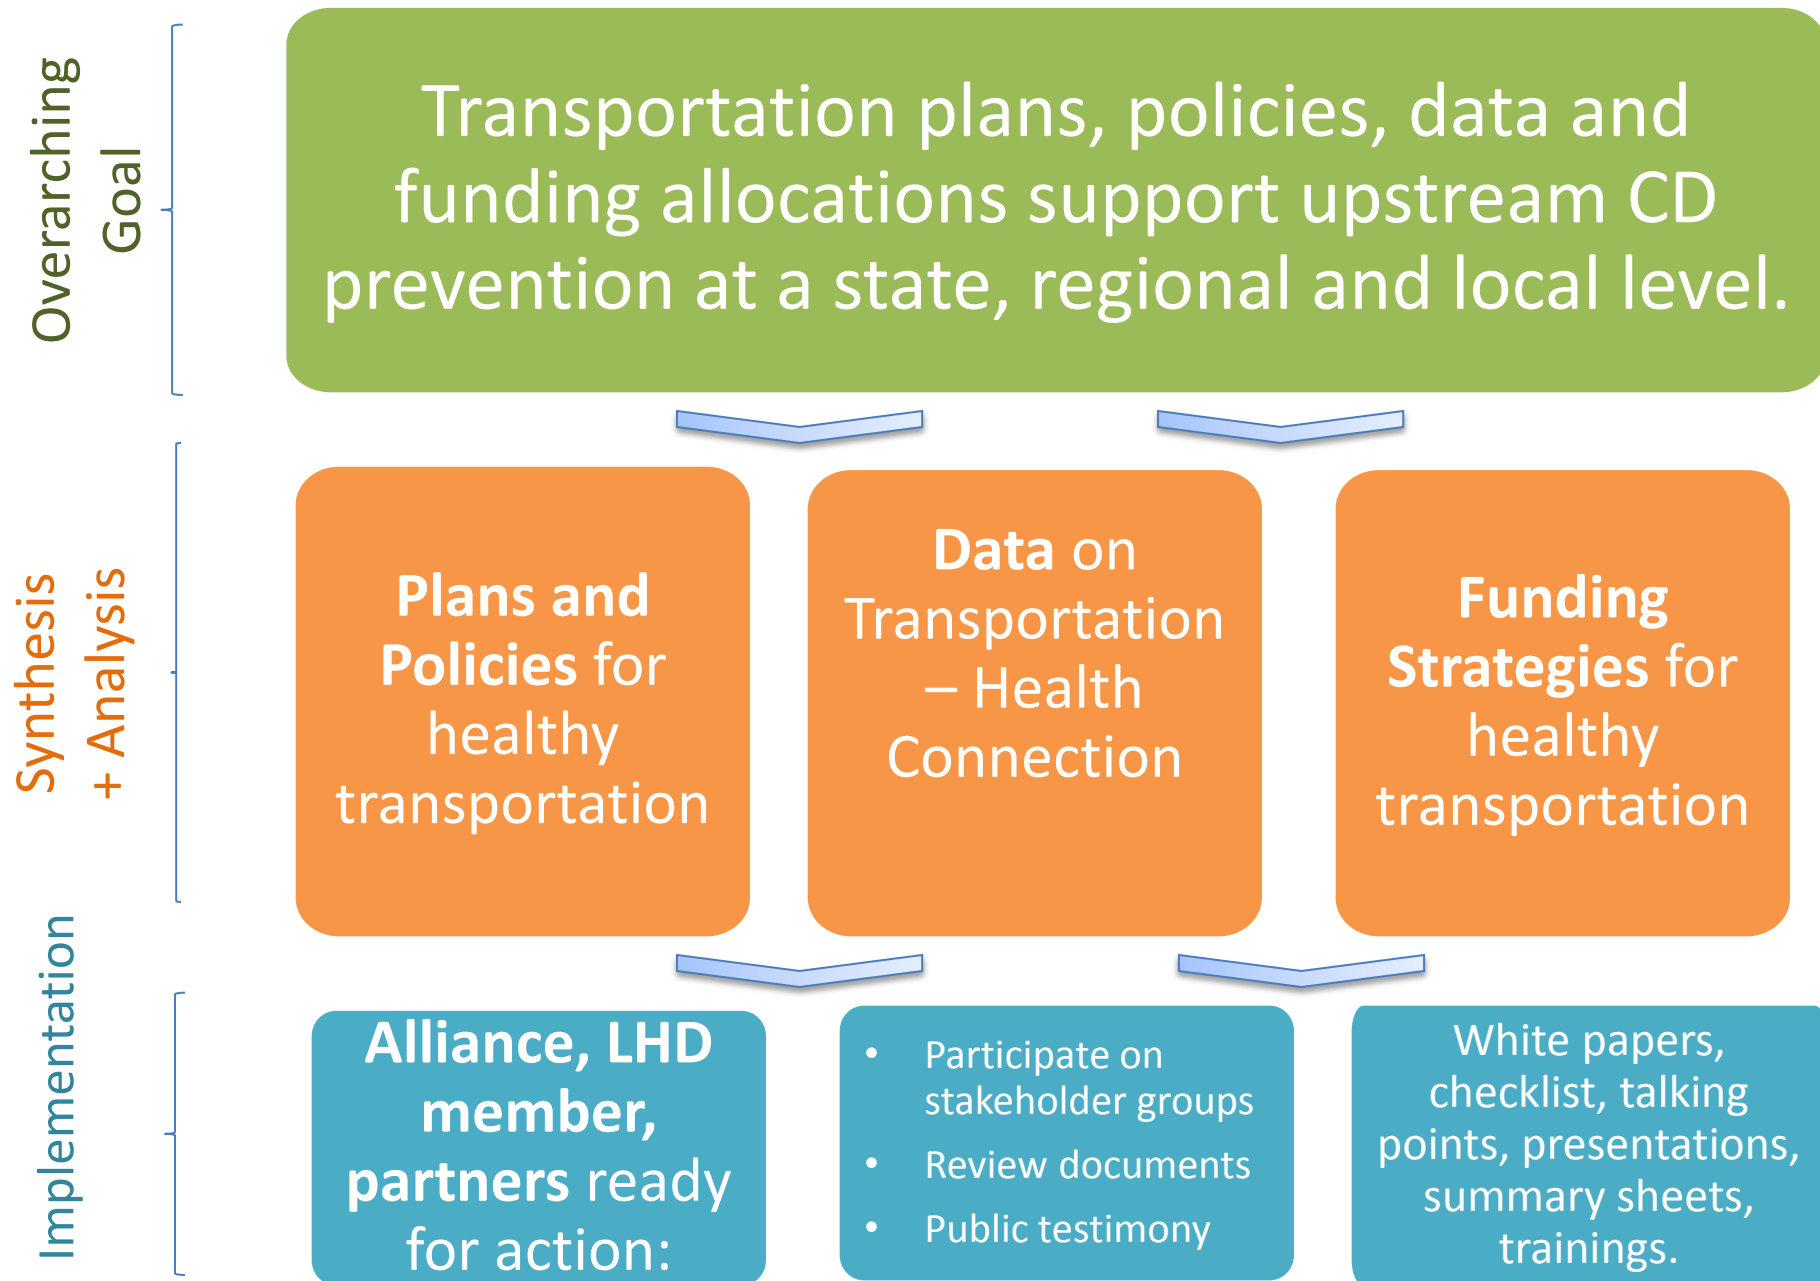 Overarching
Goal
Transportation plans, policies, data and
funding allocations support upstream CD
prevention at a state, regional and local level.
Synthesis
+ Analysis
Plans and
Policies for
healthy
transportation
Data on
Transportation
– Health
Connection
Funding
Strategies for
healthy
transportation
Implementation
Alliance, LHD
member,
partners ready
for action:
• Participate on
stakeholder groups
• Review documents
• Public testimony
White papers,
checklist, talking
points, presentations,
summary sheets,
trainings.